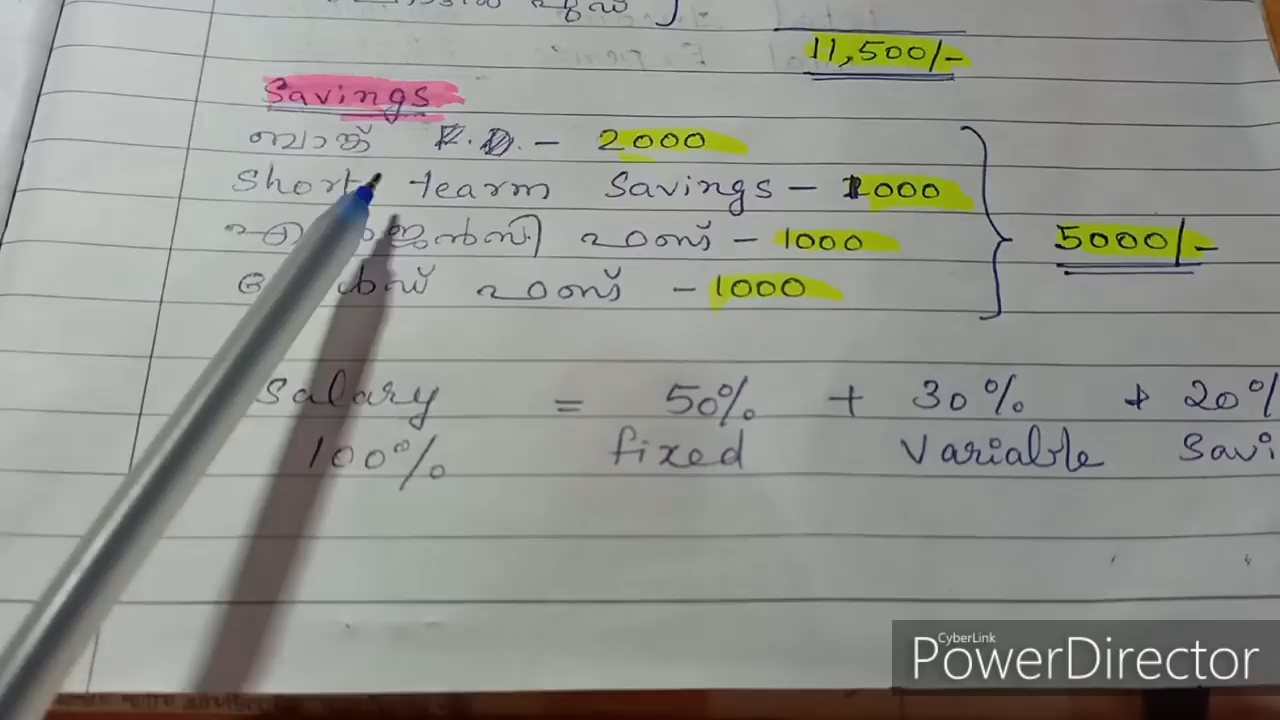 11,500/-
Savings
ബാങ്ക് R.D. - 2000
Short tearm Savings - 1000
ഫണ്ട് - 1000
ഫണ്ട് - 1000
5000/-
Salary = 50% + 30% + 20%
100% fixed Variable Savi
CyberLink
PowerDirector